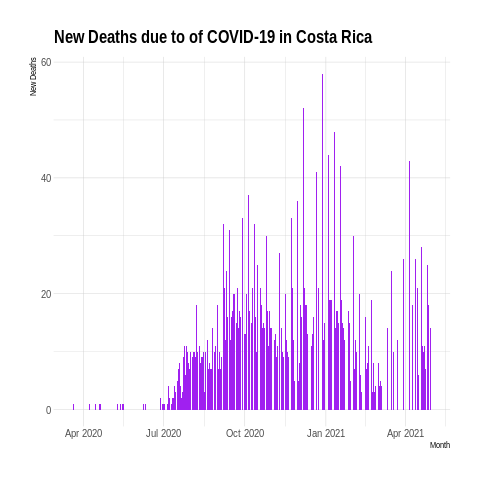 New Deaths due to of COVID-19 in Costa Rica
New Deaths
60
40
20
0
Apr 2020 Jul 2020 Oct 2020 Jan 2021 Apr 2021
Month